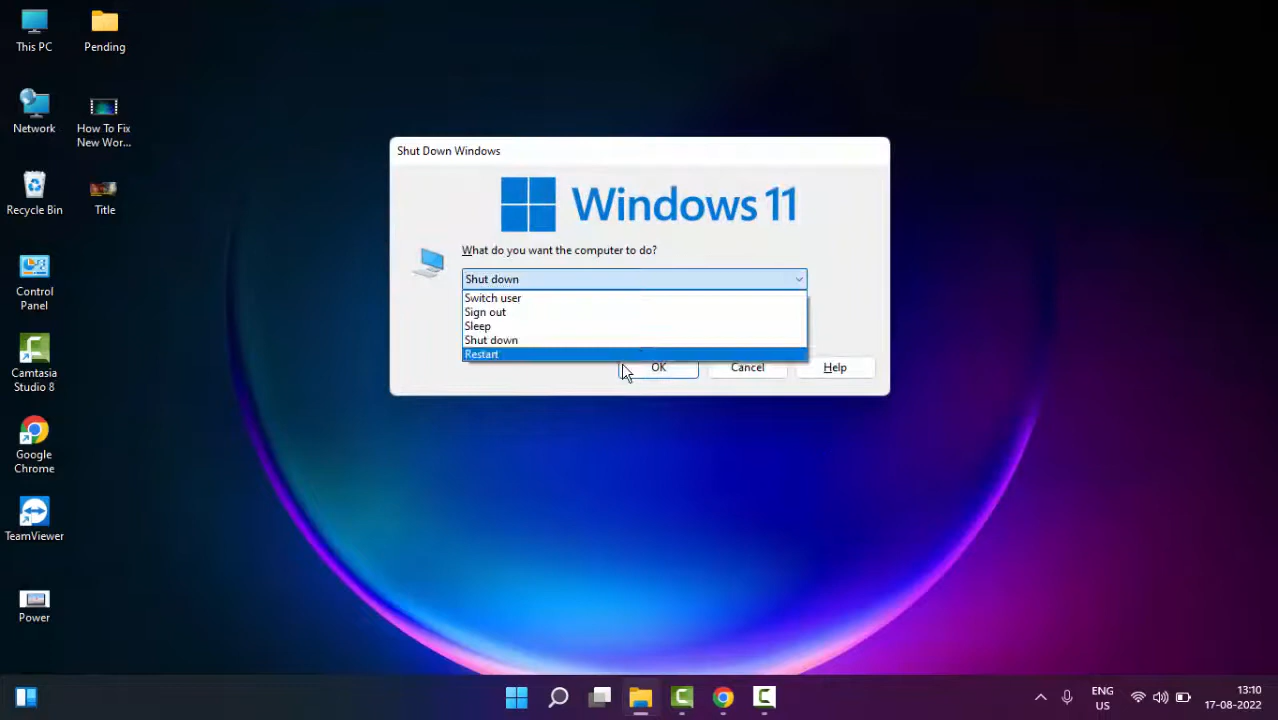 This PC
Pending
Network
How To Fix
New Wor...
Recycle Bin
Title
Control
Panel
Camtasia
Studio 8
Google
Chrome
TeamViewer
Power
Shut Down Windows
Windows 11
What do you want the computer to do?
Shut down
Switch user
Sign out
Sleep
Shut down
Restart
OK
Cancel
Help
ENG
US
13:10
17-08-2022